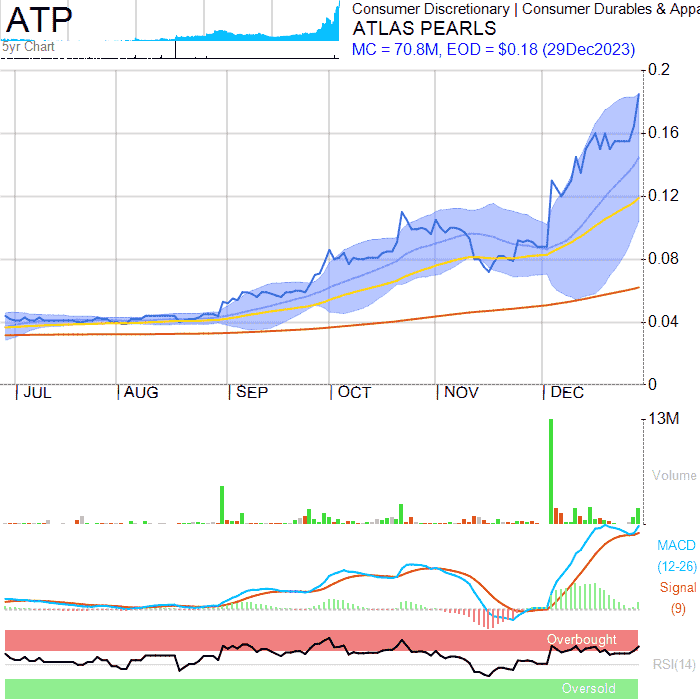 ATP
5yr Chart
Consumer Discretionary | Consumer Durables & Appa
ATLAS PEARLS
MC = 70.8M, EOD = $0.18 (29Dec2023)
0.2
0.16
0.12
0.08
0.04
0
JUL AUG SEP OCT NOV DEC
13M
Volume
MACD
(12-26)
Signal
(9)
Overbought
RSI(14)
Oversold